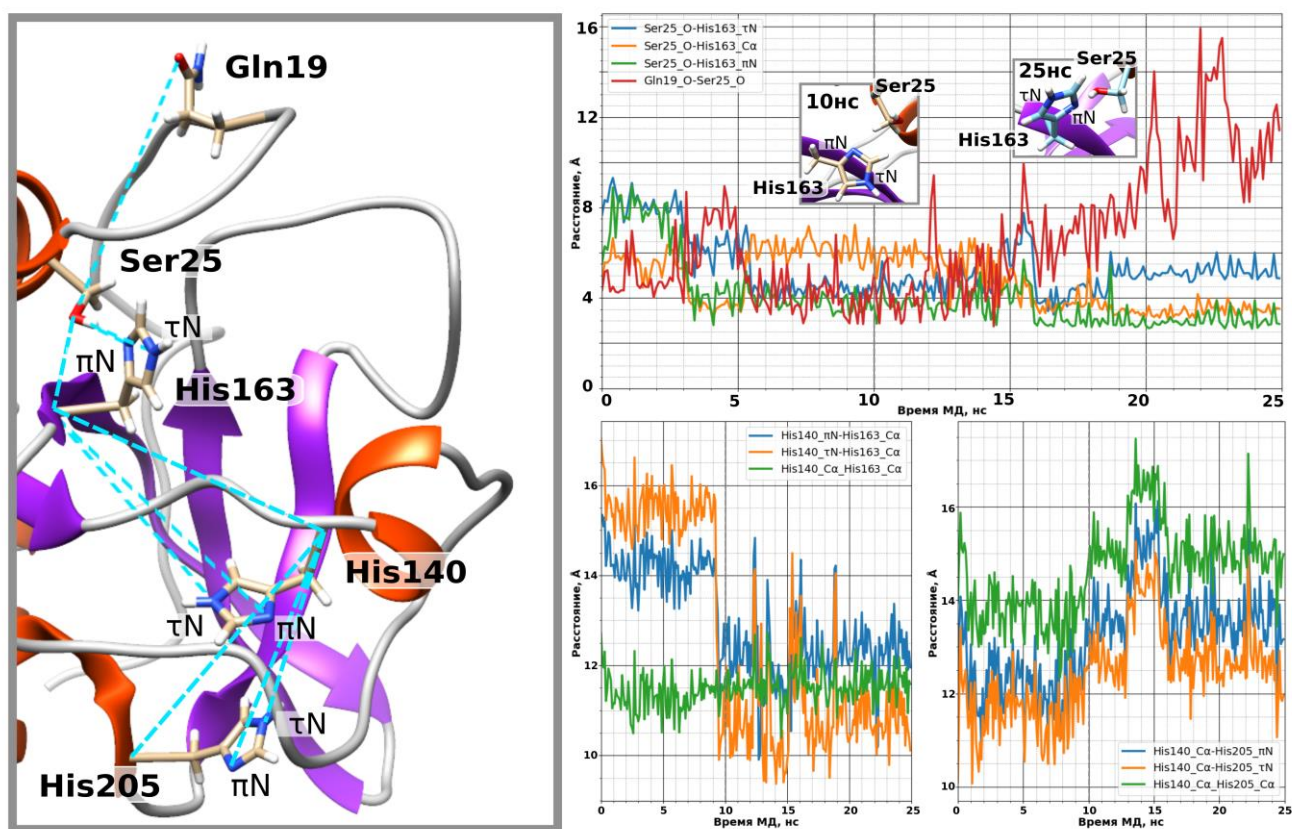 Gln19
Ser25
τN
πN
His163
His140
τN
πN
τN
His205
πN
Расстояние, Å
16
12
8
4
0
Ser25_O-His163_τN
Ser25_O-His163_Cα
Ser25_O-His163_πN
Gln19_O-Ser25_O
10нс
Ser25
πN
τN
His163
25нс
Ser25
τN
πN
His163
0 5 10 15 20 25
Время МД, нс
Расстояние, Å
16
14
12
10
His140_πN-His163_Cα
His140_τN-His163_Cα
His140_Cα_His163_Cα
0 5 10 15 20 25
Время МД, нс
Расстояние, Å
16
14
12
10
His140_Cα-His205_πN
His140_Cα-His205_τN
His140_Cα_His205_Cα
0 5 10 15 20 25
Время МД, нс